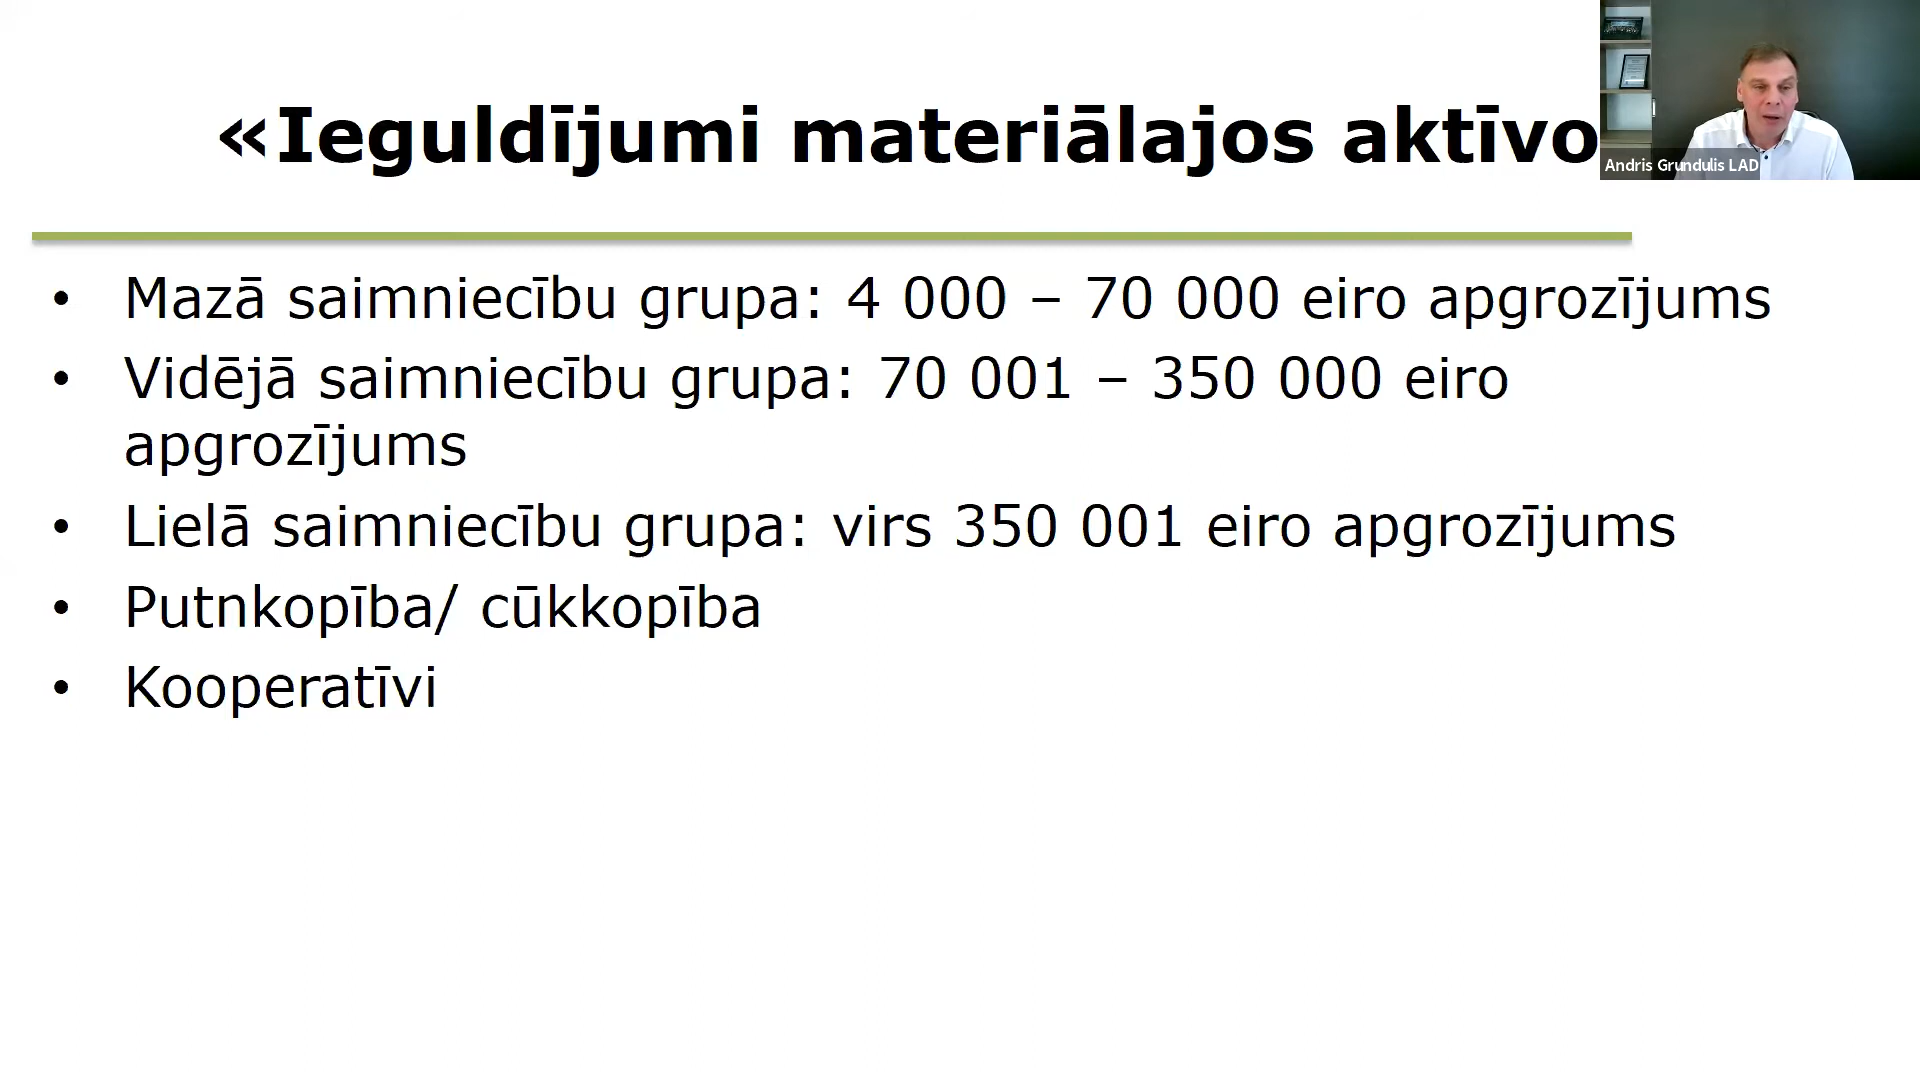 «Ieguldījumi materiālajos aktīvo
Andris Grundulis LAD
• Mazā saimniecību grupa: 4 000 – 70 000 eiro apgrozījums
• Vidējā saimniecību grupa: 70 001 – 350 000 eiro
apgrozījums
• Lielā saimniecību grupa: virs 350 001 eiro apgrozījums
• Putnkopība/ cūkkopība
• Kooperatīvi